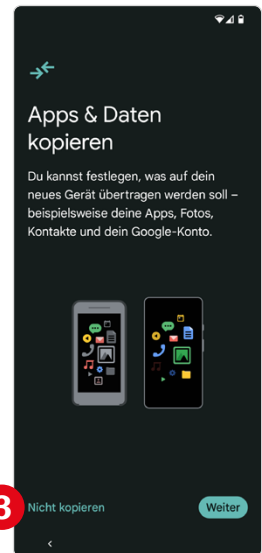 Apps & Daten
kopieren
Du kannst festlegen, was auf dein
neues Gerät übertragen werden soll –
beispielsweise deine Apps, Fotos,
Kontakte und dein Google-Konto.
3 Nicht kopieren Weiter